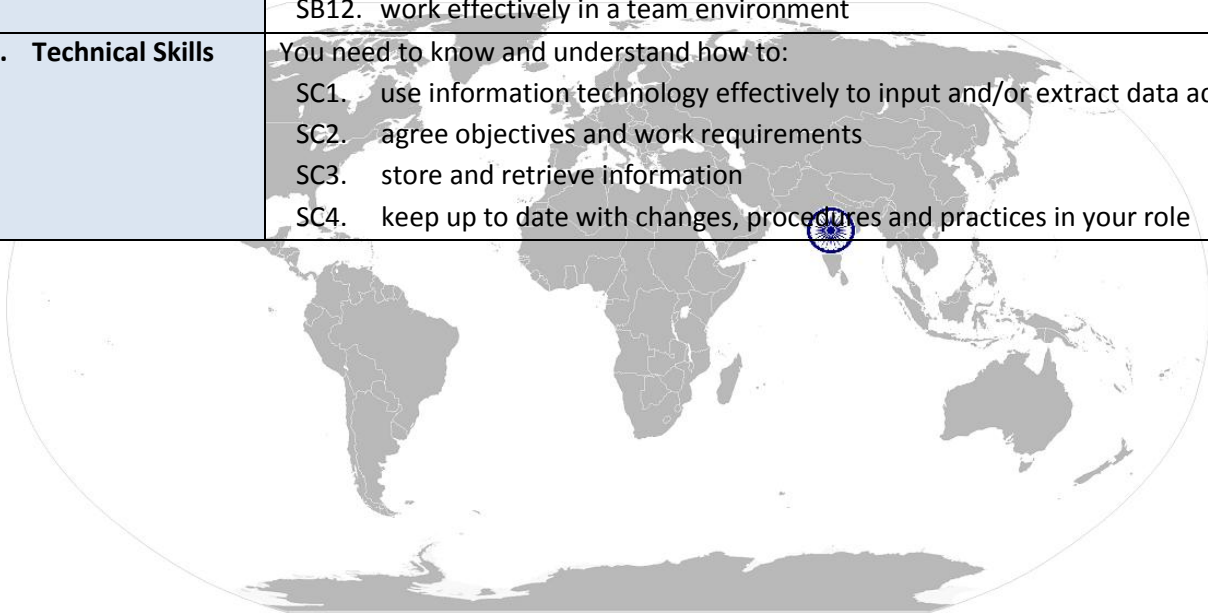 SB12. work effectively in a team environment
. Technical Skills You need to know and understand how to:
SC1. use information technology effectively to input and/or extract data
SC2. agree objectives and work requirements
SC3. store and retrieve information
SC4. keep up to date with changes, procedures and practices in your role